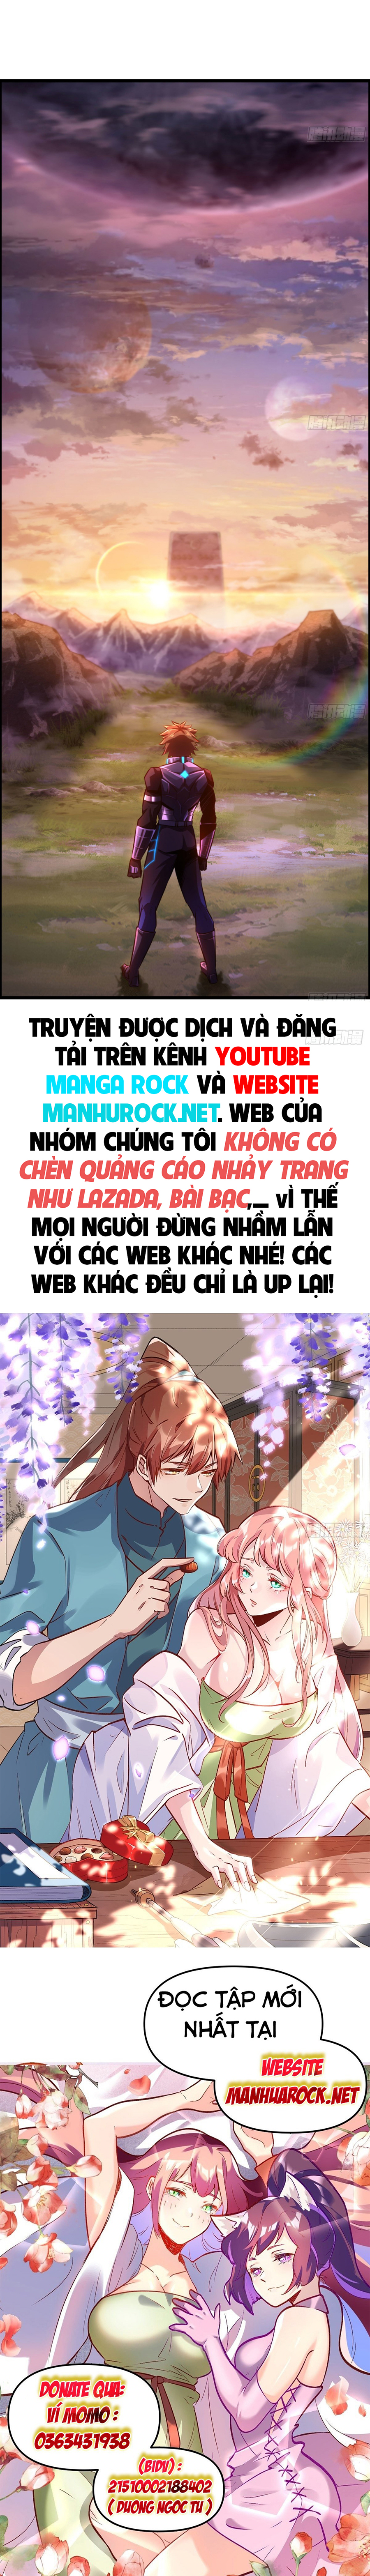 TRUYỆN ĐƯỢC DỊCH VÀ ĐĂNG
TẢI TRÊN KÊNH YOUTUBE
MANGA ROCK VÀ WEBSITE
MANHUROCK.NET. WEB CỦA
NHÓM CHÚNG TÔI KHÔNG CÓ
CHÈN QUẢNG CÁO NHẢY TRANG
NHƯ LAZADA, BÀI BẠC,... VÌ THẾ
MỌI NGƯỜI ĐỪNG NHẦM LẪN
VỚI CÁC WEB KHÁC NHÉ! CÁC
WEB KHÁC ĐỀU CHỈ LÀ UP LẠI!
ĐỌC TẬP MỚI
NHẤT TẠI
WEBSITE
MANHUAROCK.NET
DONATE QUA:
VÍ MOMO :
0363431938
(BIDV) :
21510002188402
( DUONG NGOC TU )